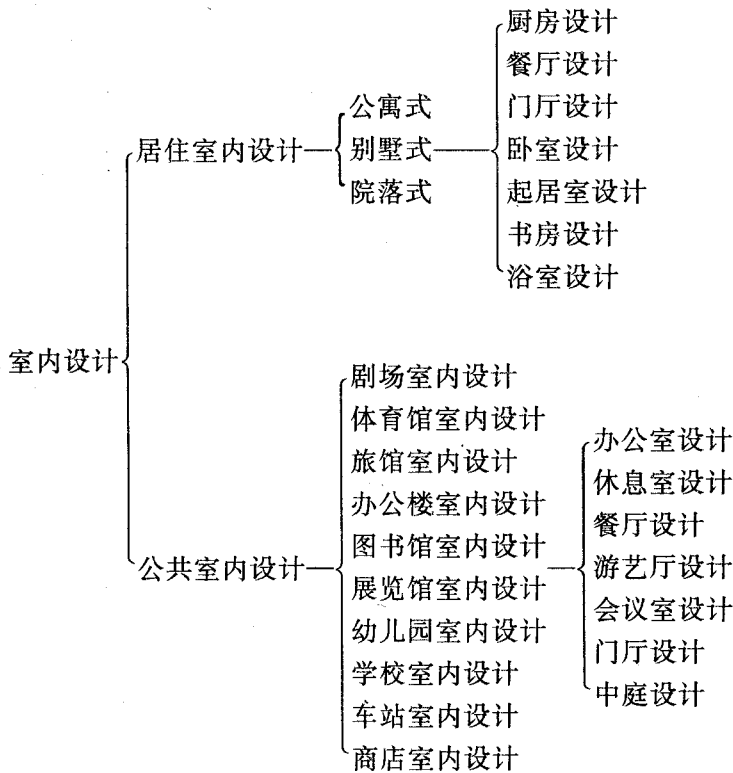 室内设计
居住室内设计
公寓式
别墅式
院落式
厨房设计
餐厅设计
门厅设计
卧室设计
起居室设计
书房设计
浴室设计
公共室内设计
剧场室内设计
体育馆室内设计
旅馆室内设计
办公楼室内设计
图书馆室内设计
展览馆室内设计
幼儿园室内设计
学校室内设计
车站室内设计
商店室内设计
办公室设计
休息室设计
餐厅设计
游艺厅设计
会议室设计
门厅设计
中庭设计